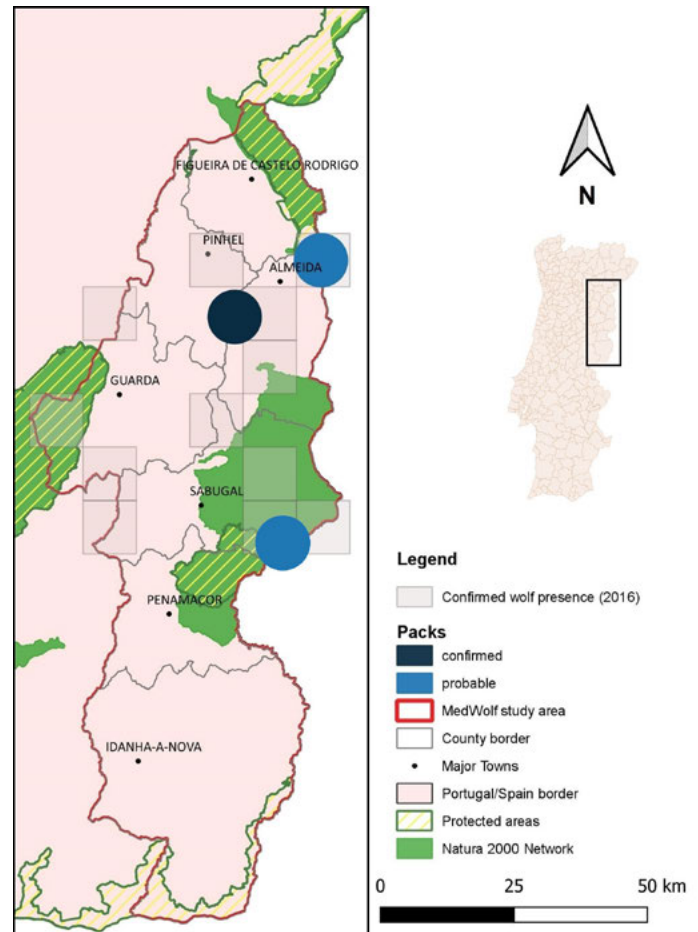 FIGUEIRA DE CASTELO RODRIGO
PINHEL
ALMEIDA
GUARDA
SABUGAL
PENAMACOR
IDANHA-A-NOVA
N
Legend
Confirmed wolf presence (2016)
Packs
confirmed
probable
MedWolf study area
County border
Major Towns
Portugal/Spain border
Protected areas
Natura 2000 Network
0 25 50 km